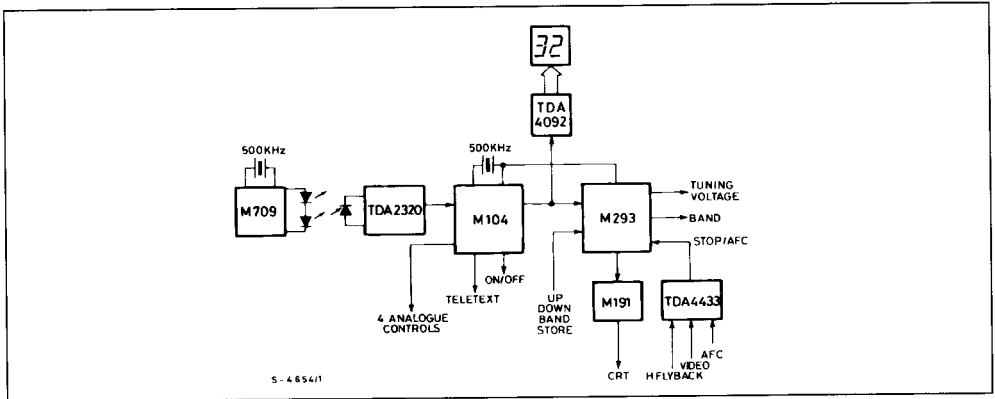 32
TDA
4092
500KHz
500KHz
M709
TDA2320
M104
M293
TUNING
VOLTAGE
BAND
STOP/AFC
ON/OFF
TELETEXT
4 ANALOGUE
CONTROLS
UP
DOWN
BAND
STORE
M191
TDA4433
CRT
H FLYBACK
VIDEO
AFC
S-4654/1